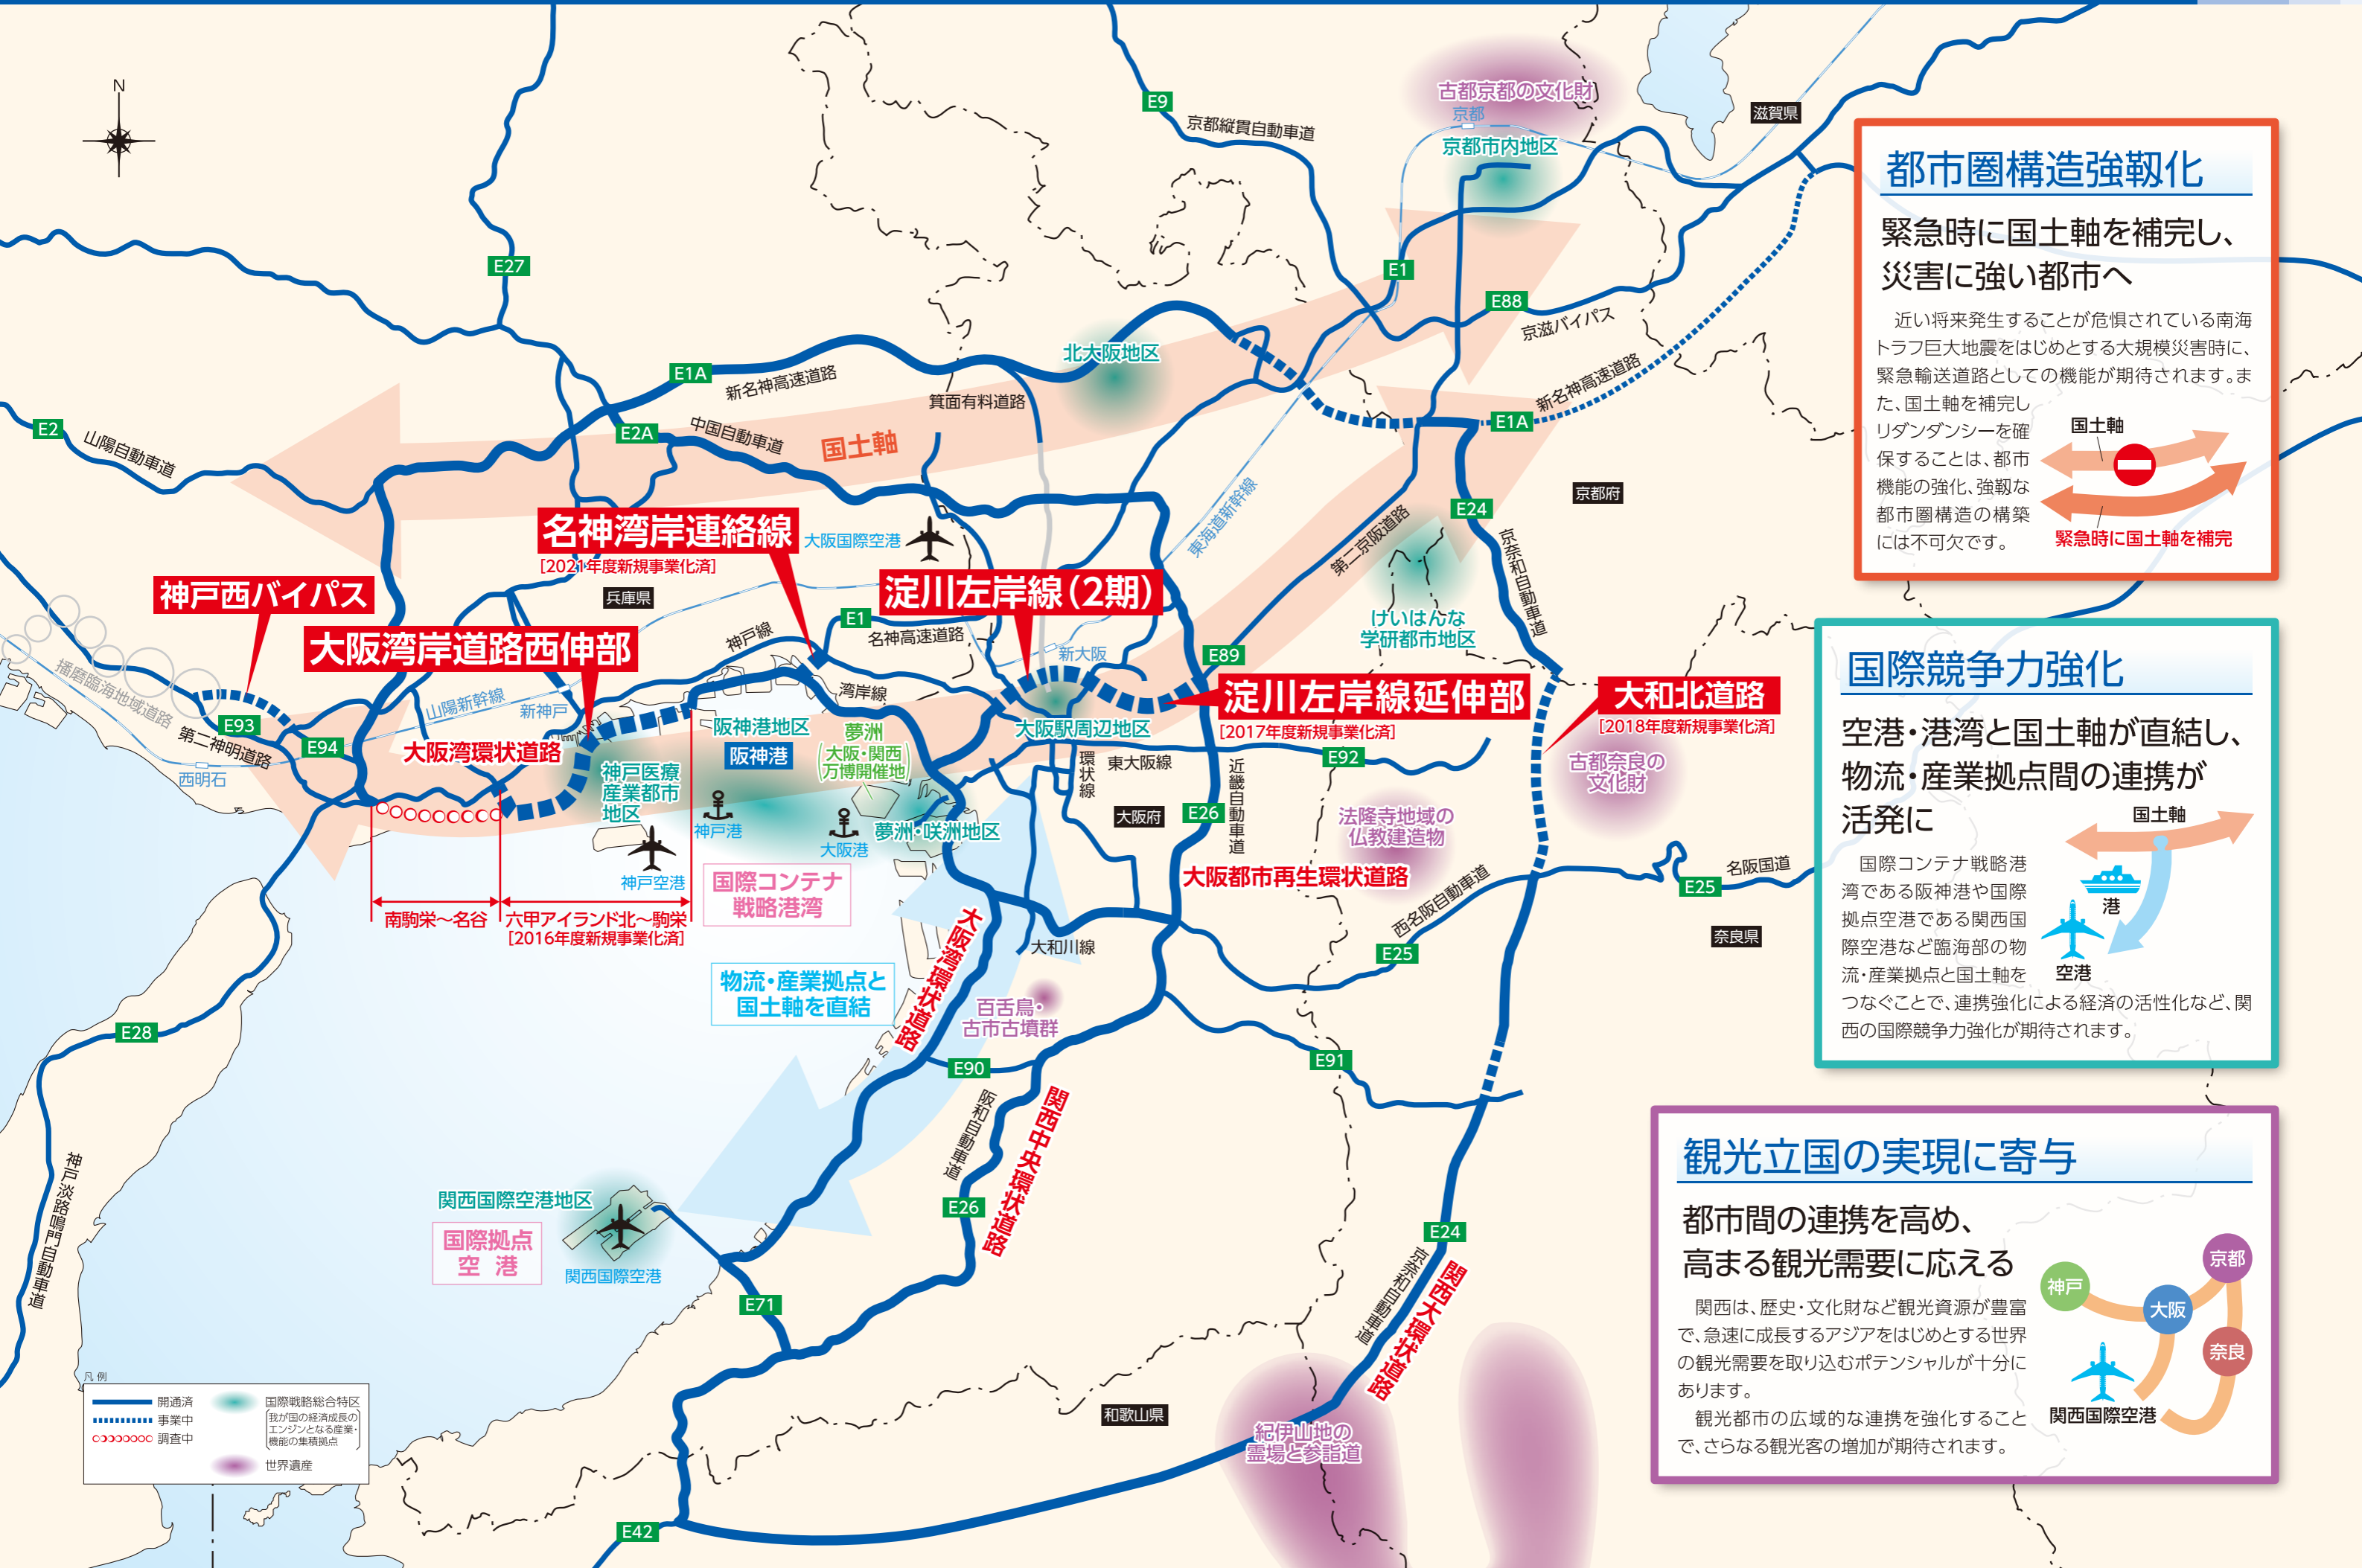 N
E9
京都縦貫自動車道
古都京都の文化財
京都
京都市内地区
滋賀県
E27
E1
E88
京滋バイパス
E1A
新名神高速道路
北大阪地区
箕面有料道路
新名神高速道路
E1A
E2
山陽自動車道
E2A
中国自動車道
国土軸
東海道新幹線
第二京阪道路
E24
京奈和自動車道
京都府
名神湾岸連絡線
[2021年度新規事業化済]
大阪国際空港
神戸西バイパス
兵庫県
淀川左岸線(2期)
大阪湾岸道路西伸部
神戸線
E1
名神高速道路
新大阪
E89
けいはんな
学研都市地区
播磨臨海地域道路
山陽新幹線
新神戸
湾岸線
淀川左岸線延伸部
[2017年度新規事業化済]
大和北道路
[2018年度新規事業化済]
E93
第二神明道路
E94
西明石
大阪湾環状道路
阪神港地区
阪神港
夢洲
(大阪・関西
万博開催地)
大阪駅周辺地区
環状線
東大阪線
近畿自動車道
E92
古都奈良の
文化財
神戸医療
産業都市
地区
神戸港
大阪港
夢洲・咲洲地区
大阪府
E26
法隆寺地域の
仏教建造物
神戸空港
国際コンテナ
戦略港湾
大阪都市再生環状道路
西名阪自動車道
名阪国道
E25
南駒栄〜名谷
六甲アイランド北〜駒栄
[2016年度新規事業化済]
大和川線
E25
奈良県
大阪湾環状道路
物流・産業拠点と
国土軸を直結
百舌鳥・
古市古墳群
E28
E90
E91
阪和自動車道
関西中央環状道路
神戸淡路鳴門自動車道
関西国際空港地区
国際拠点
空港
関西国際空港
E26
E24
京奈和自動車道
関西大環状道路
E71
和歌山県
紀伊山地の
霊場と参詣道
E42
凡例
開通済
事業中
調査中
国際戦略総合特区
[我が国の経済成長の
エンジンとなる産業・
機能の集積拠点]
世界遺産
都市圏構造強靱化
緊急時に国土軸を補完し、
災害に強い都市へ
近い将来発生することが危惧されている南海
トラフ巨大地震をはじめとする大規模災害時に、
緊急輸送道路としての機能が期待されます。ま
た、国土軸を補完し
リダンダンシーを確
保することは、都市
機能の強化、強靱な
都市圏構造の構築
には不可欠です。
国土軸
緊急時に国土軸を補完
国際競争力強化
空港・港湾と国土軸が直結し、
物流・産業拠点間の連携が
活発に
国際コンテナ戦略港
湾である阪神港や国際
拠点空港である関西国
際空港など臨海部の物
流・産業拠点と国土軸を
つなぐことで、連携強化による経済の活性化など、関
西の国際競争力強化が期待されます。
国土軸
港
空港
観光立国の実現に寄与
都市間の連携を高め、
高まる観光需要に応える
関西は、歴史・文化財など観光資源が豊富
で、急速に成長するアジアをはじめとする世界
の観光需要を取り込むポテンシャルが十分に
あります。
観光都市の広域的な連携を強化すること
で、さらなる観光客の増加が期待されます。
神戸
大阪
京都
奈良
関西国際空港